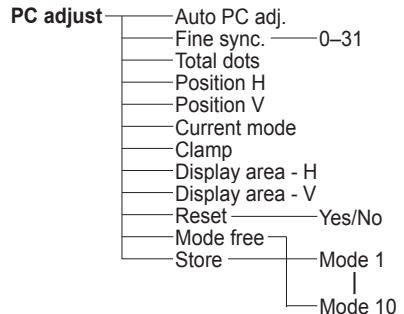 PC adjust Auto PC adj.
Fine sync. 0–31
Total dots
Position H
Position V
Current mode
Clamp
Display area - H
Display area - V
Reset Yes/No
Mode free
Store Mode 1
Mode 10